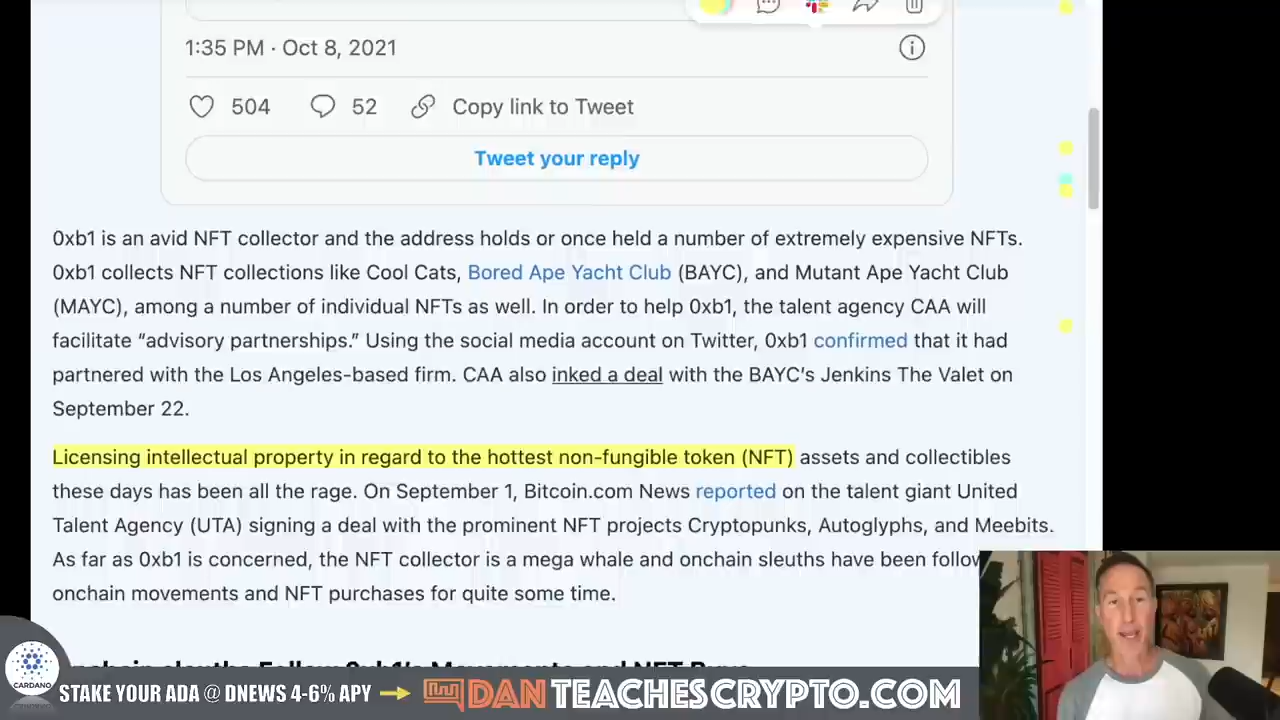 1:35 PM · Oct 8, 2021
504 52 Copy link to Tweet
Tweet your reply
0xb1 is an avid NFT collector and the address holds or once held a number of extremely expensive NFTs.
0xb1 collects NFT collections like Cool Cats, Bored Ape Yacht Club (BAYC), and Mutant Ape Yacht Club
(MAYC), among a number of individual NFTs as well. In order to help 0xb1, the talent agency CAA will
facilitate “advisory partnerships.” Using the social media account on Twitter, 0xb1 confirmed that it had
partnered with the Los Angeles-based firm. CAA also inked a deal with the BAYC’s Jenkins The Valet on
September 22.
Licensing intellectual property in regard to the hottest non-fungible token (NFT) assets and collectibles
these days has been all the rage. On September 1, Bitcoin.com News reported on the talent giant United
Talent Agency (UTA) signing a deal with the prominent NFT projects Cryptopunks, Autoglyphs, and Meebits.
As far as 0xb1 is concerned, the NFT collector is a mega whale and onchain sleuths have been follow
onchain movements and NFT purchases for quite some time.
CARDANO
STAKE YOUR ADA @ DNEWS 4-6% APY
DANTEACHESCRYPTO.COM